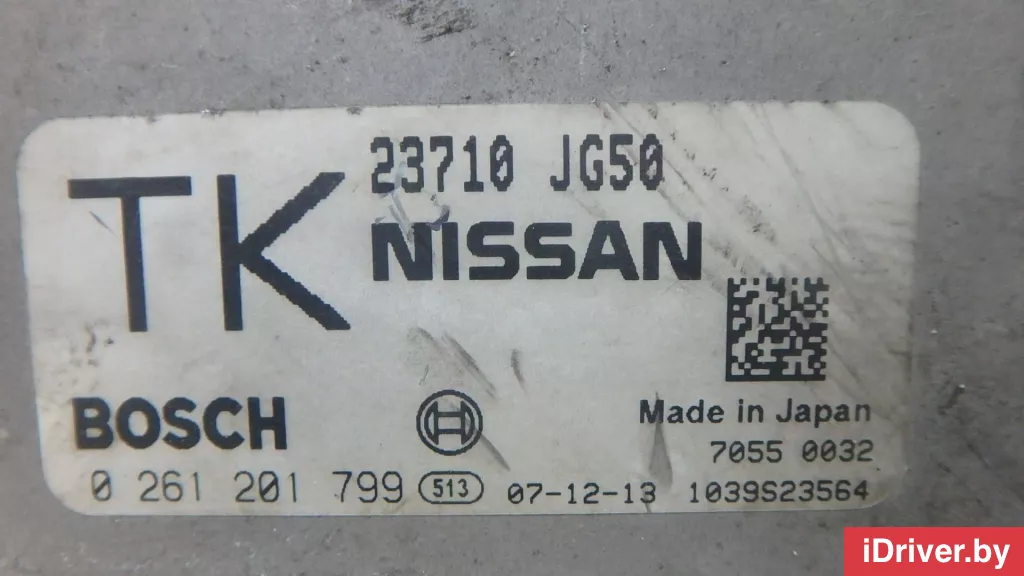 23710 JG50
TK
NISSAN
Made in Japan
BOSCH
7055 0032
0 261 201 799 513 07-12-13 1039S23564
iDriver.by